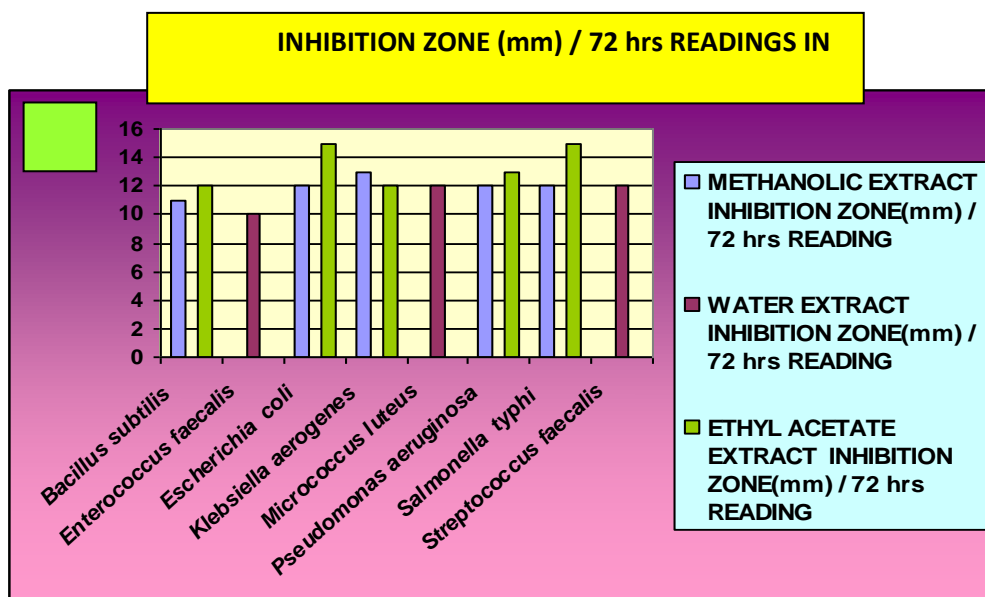 INHIBITION ZONE (mm) / 72 hrs READINGS IN
16
14
12
10
8
6
4
2
0
Bacillus subtilis
Enterococcus faecalis
Escherichia coli
Klebsiella aerogenes
Micrococcus luteus
Pseudomonas aeruginosa
Salmonella typhi
Streptococcus faecalis
METHANOLIC EXTRACT
INHIBITION ZONE(mm) /
72 hrs READING
WATER EXTRACT
INHIBITION ZONE(mm) /
72 hrs READING
ETHYL ACETATE
EXTRACT INHIBITION
ZONE(mm) / 72 hrs
READING